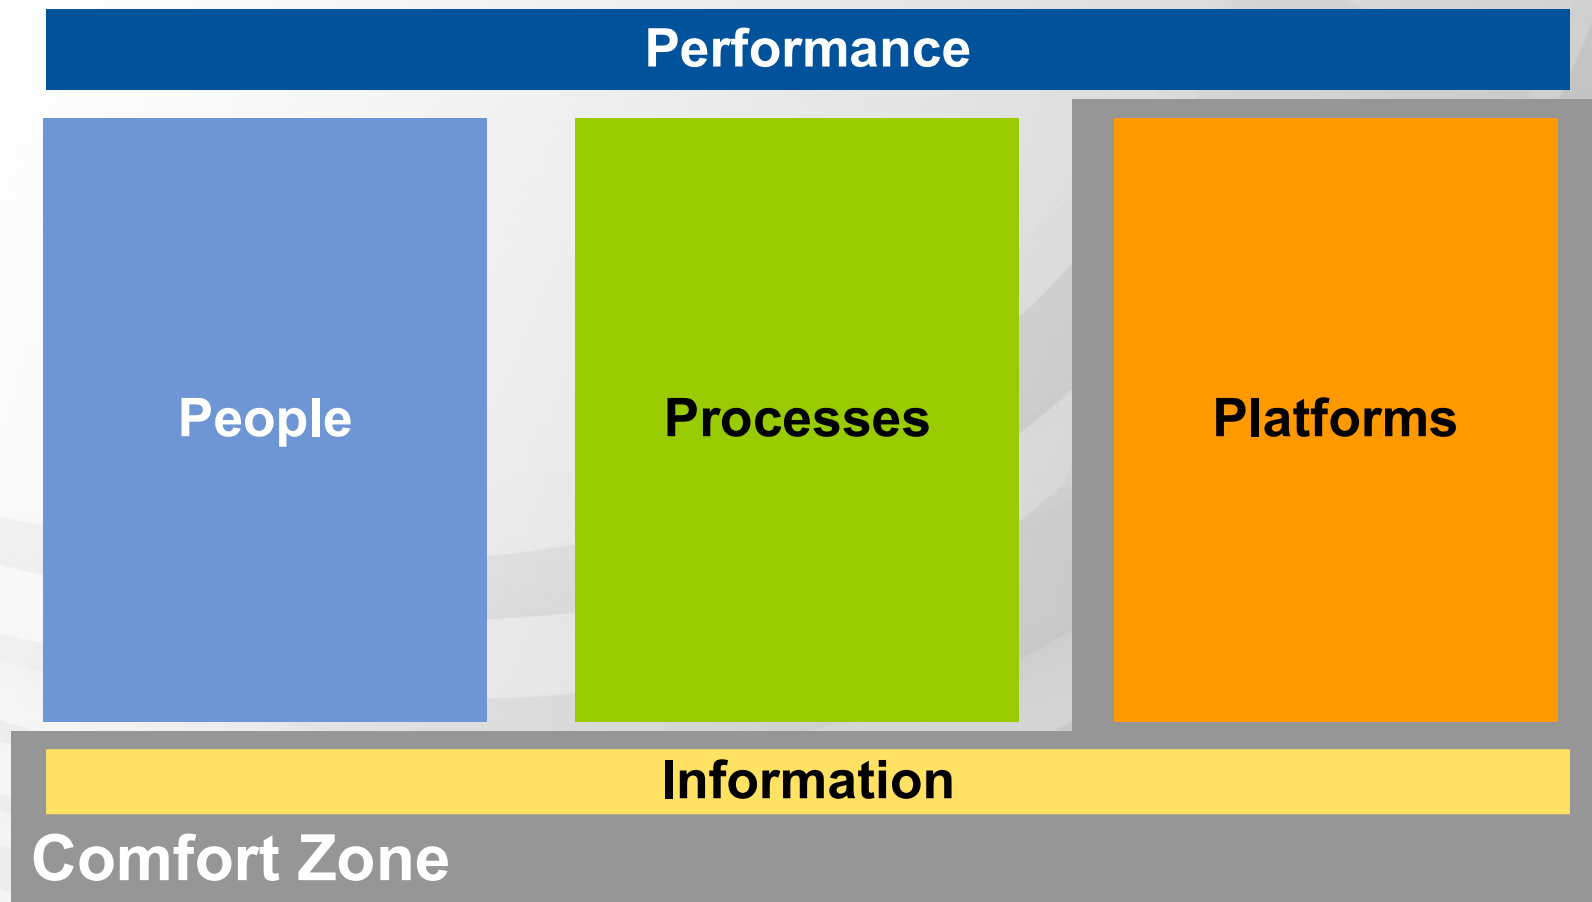 Performance
People
Processes
Platforms
Information
Comfort Zone